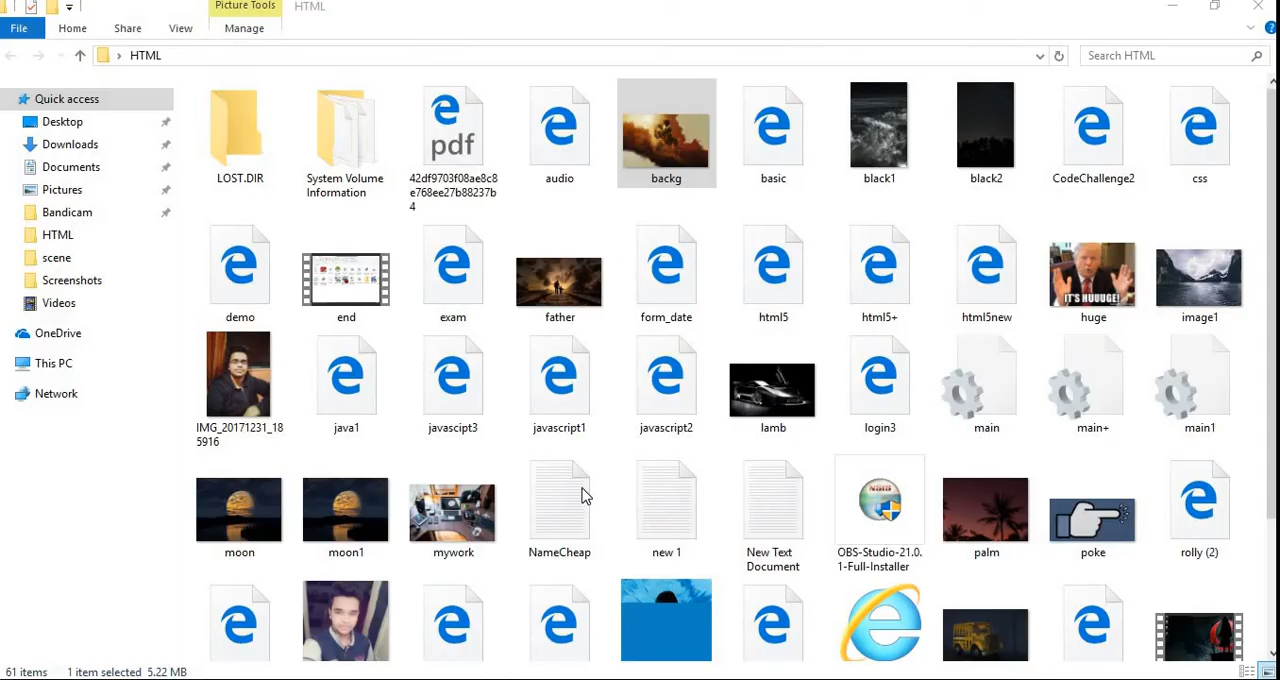 Picture Tools
HTML
File
Home
Share
View
Manage
HTML
Search HTML
Quick access
Desktop
Downloads
Documents
Pictures
Bandicam
HTML
scene
Screenshots
Videos
OneDrive
This PC
Network
pdf
LOST.DIR
System Volume
Information
42df9703f08ae8c8
e768ee27b88237b
4
audio
backg
basic
black1
black2
CodeChallenge2
css
IT'S HUUUGE!
demo
end
exam
father
form_date
html5
html5+
html5new
huge
image1
IMG_20171231_18
5916
java1
javascipt3
javascript1
javascript2
lamb
login3
main
main+
main1
NSIS
moon
moon1
mywork
NameCheap
new 1
New Text
Document
OBS-Studio-21.0.
1-Full-Installer
palm
poke
rolly (2)
61 items
1 item selected 5.22 MB